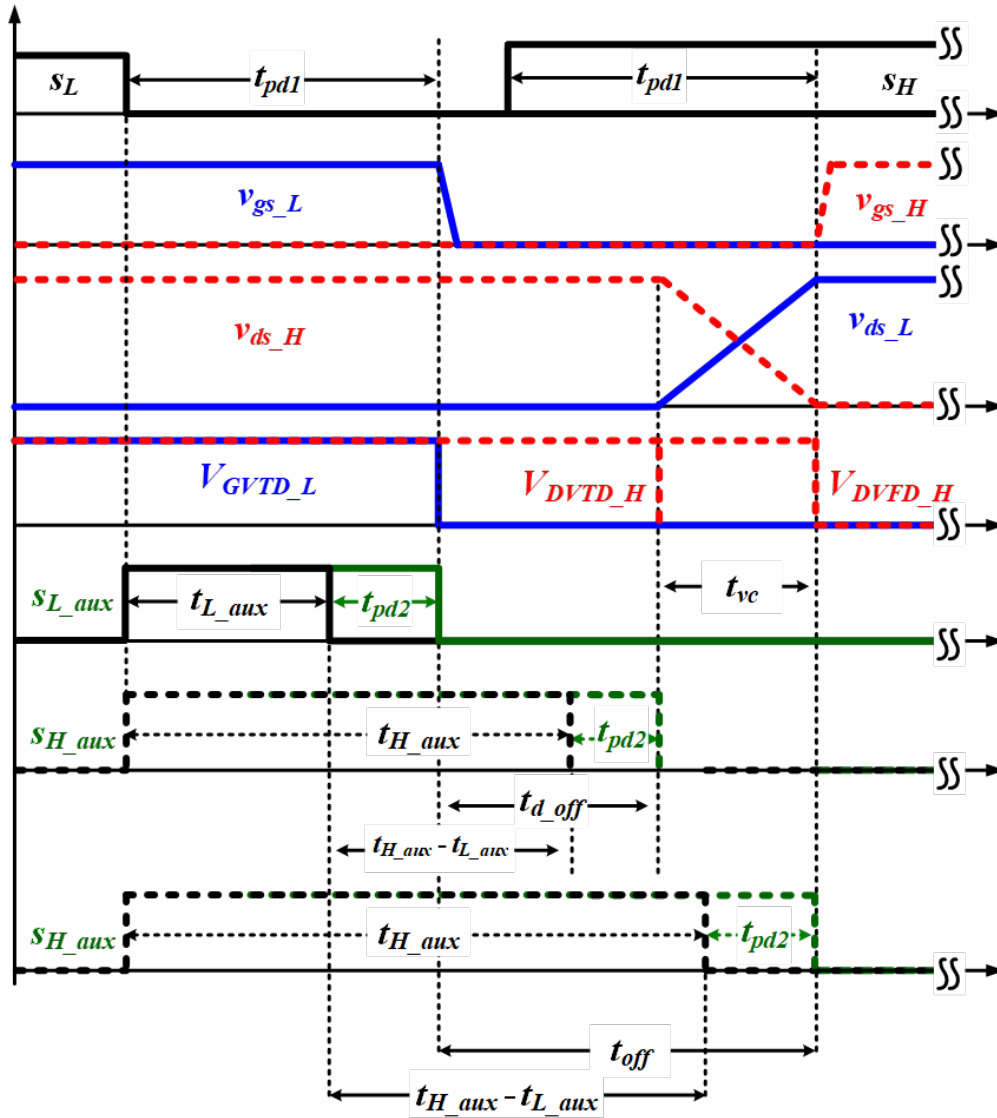 s_L t_pd1 t_pd1 s_H
v_gs_L v_gs_H
v_ds_H v_ds_L
V_GVTD_L V_DVTD_H V_DVFD_H
s_L_aux t_L_aux t_pd2 t_vc
s_H_aux t_H_aux t_pd2
t_d_off
t_H_aux - t_L_aux
s_H_aux t_H_aux t_pd2
t_off
t_H_aux - t_L_aux